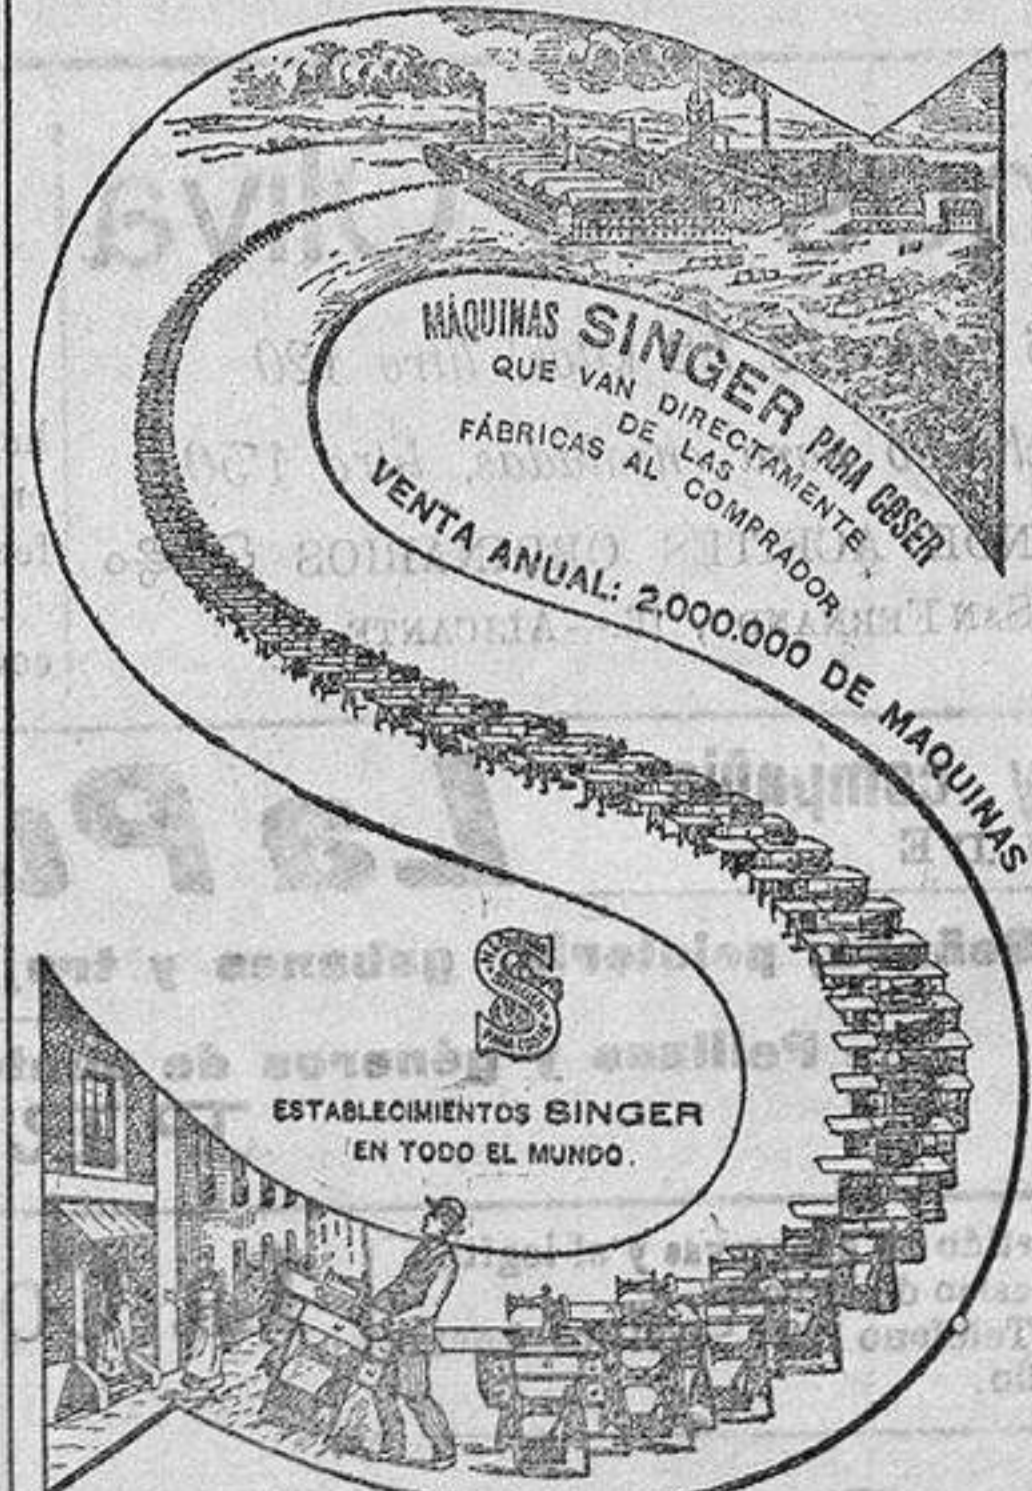 MÁQUINAS SINGER PARA COSER
QUE VAN DIRECTAMENTE
DE LAS
FÁBRICAS AL COMPRADOR
VENTA ANUAL: 2.000.000 DE MAQUINAS
ESTABLECIMIENTOS SINGER
EN TODO EL MUNDO.